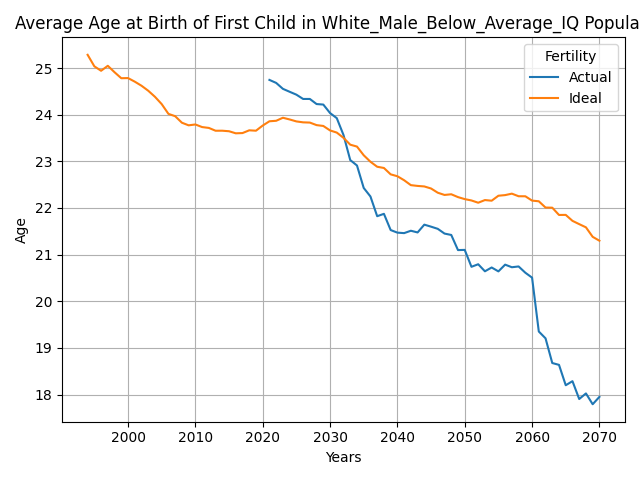 Average Age at Birth of First Child in White_Male_Below_Average_IQ Popula
Fertility
Actual
Ideal
25
24
23
22
21
20
19
18
Age
2000 2010 2020 2030 2040 2050 2060 2070
Years